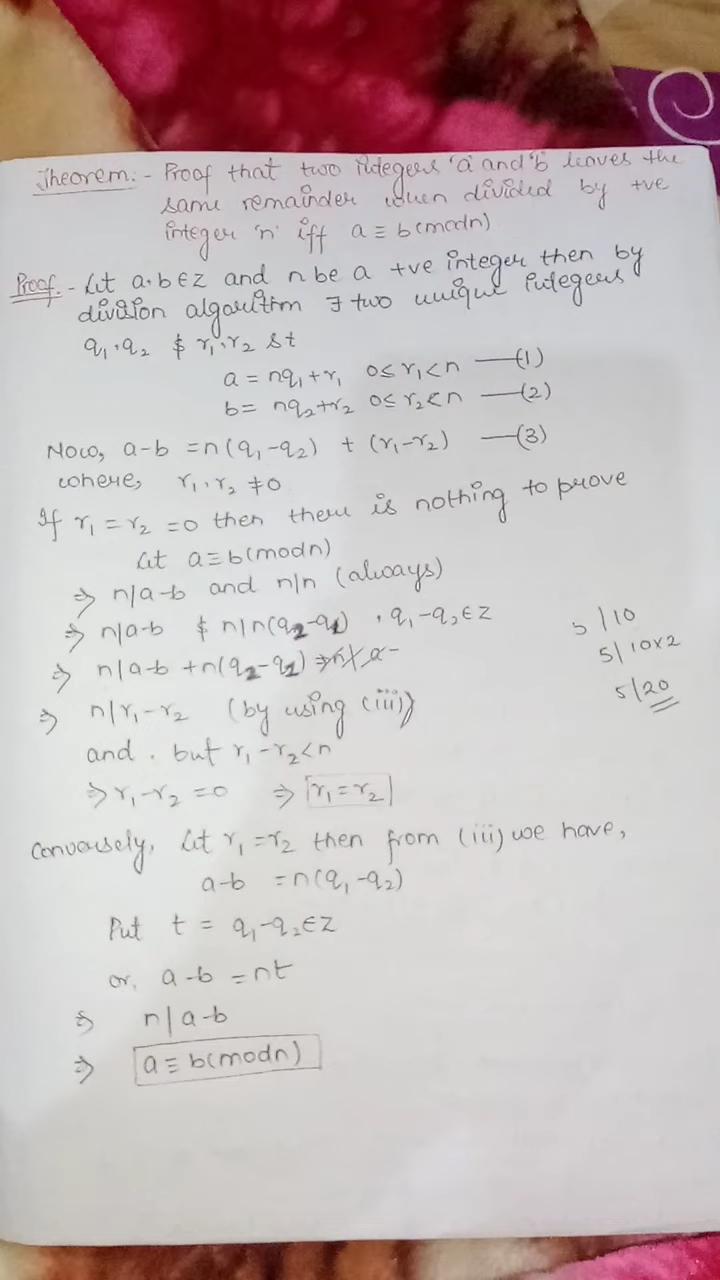 Theorem:- Proof that two integers 'a' and 'b' leaves the
same remainder when divided by +ve
integer 'n' iff a ≡ b(modn)
Proof.- Let a,b∈Z and n be a +ve integer then by
division algorithm ∃ two unique integers
q₁,q₂ & r₁,r₂ st
a = nq₁+r₁ 0≤r₁<n —(1)
b= nq₂+r₂ 0≤r₂<n —(2)
Now, a-b =n(q₁-q₂) + (r₁-r₂) —(3)
where, r₁,r₂ ≠0
If r₁=r₂=0 then there is nothing to prove
Let a≡b(modn)
⇒ n/a-b and n/n (always)
⇒ n/a-b & n/n(q₂-q₁) , q₁-q₂∈Z
5/10
⇒ n/a-b +n(q₂-q₁)
5/10×2
⇒ n/r₁-r₂ (by using (iii))
5/20
and . but r₁-r₂<n
⇒ r₁-r₂=0 ⇒ r₁=r₂
Conversely, Let r₁=r₂ then from (iii) we have,
a-b =n(q₁-q₂)
Put t = q₁-q₂∈Z
or, a-b =nt
⇒ n/a-b
⇒ a≡b(modn)